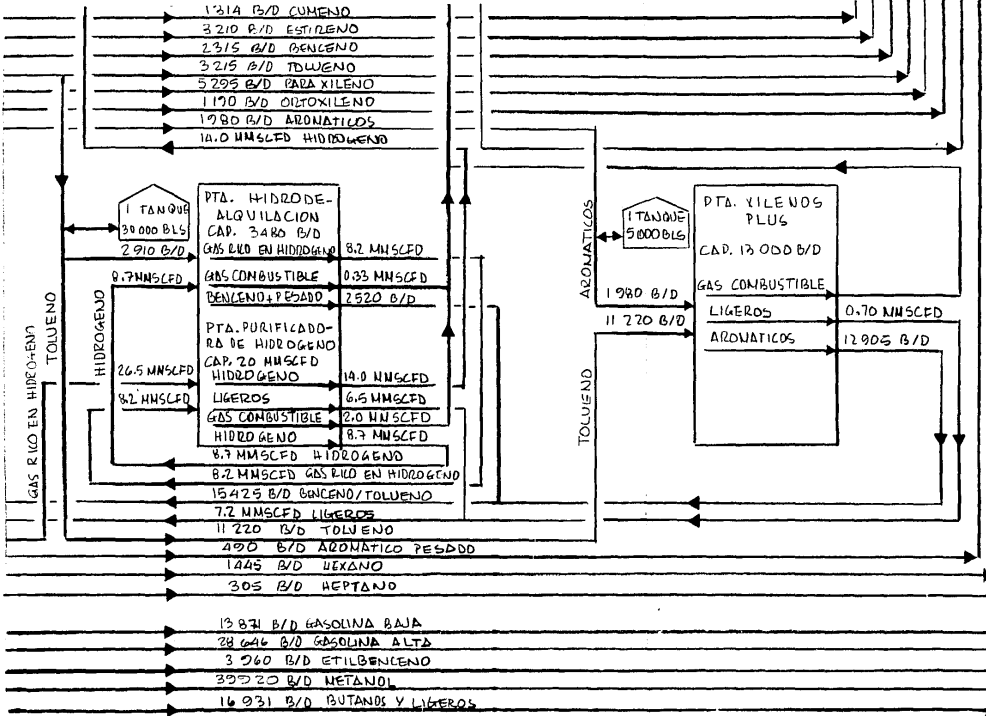 1314 B/D CUMENO
3210 B/D ESTIRENO
2315 B/D BENCENO
3215 B/D TOLUENO
5295 B/D PARA XILENO
1190 B/D ORTOXILENO
1980 B/D AROMATICOS
14.0 MMSCFD HIDROGENO
1 TANQUE
30 000 BLS
2910 B/D
8.7 MMSCFD
PTA. HIDRODE-
ALQUILACION
CAP. 3480 B/D
GAS RICO EN HIDROGENO
8.2 MMSCFD
GAS COMBUSTIBLE
0.33 MMSCFD
BENCENO+PESADO
2520 B/D
PTA. PURIFICADO-
RA DE HIDROGENO
CAP. 20 MMSCFD
26.5 MMSCFD
HIDROGENO
14.0 MMSCFD
8.2 MMSCFD
LIGEROS
6.5 MMSCFD
GAS COMBUSTIBLE
2.0 MMSCFD
HIDROGENO
8.7 MMSCFD
GAS RICO EN HIDROGENO
TOLUENO
HIDROGENO
8.7 MMSCFD HIDROGENO
8.2 MMSCFD GAS RICO EN HIDROGENO
15425 B/D BENCENO/TOLUENO
7.2 MMSCFD LIGEROS
11 220 B/D TOLUENO
490 B/D AROMATICO PESADO
1445 B/D HEXANO
305 B/D HEPTANO
13 871 B/D GASOLINA BAJA
28 646 B/D GASOLINA ALTA
3 960 B/D ETILBENCENO
39920 B/D METANOL
16 931 B/D BUTANOS Y LIGEROS
AROMATICOS
TOLUENO
1 TANQUE
5 000 BLS
1980 B/D
11 220 B/D
PTA. XILENOS
PLUS
CAP. 13 000 B/D
GAS COMBUSTIBLE
LIGEROS
0.70 MMSCFD
AROMATICOS
12905 B/D